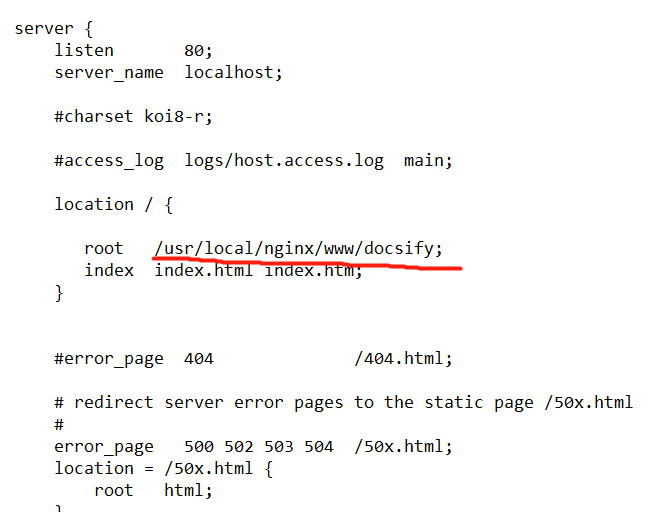 server {
    listen       80;
    server_name  localhost;
    #charset koi8-r;
    #access_log  logs/host.access.log  main;
    location / {
       root   /usr/local/nginx/www/docsify;
       index  index.html index.htm;
    }
    #error_page  404              /404.html;
    # redirect server error pages to the static page /50x.html
    #
    error_page   500 502 503 504  /50x.html;
    location = /50x.html {
        root   html;
    }